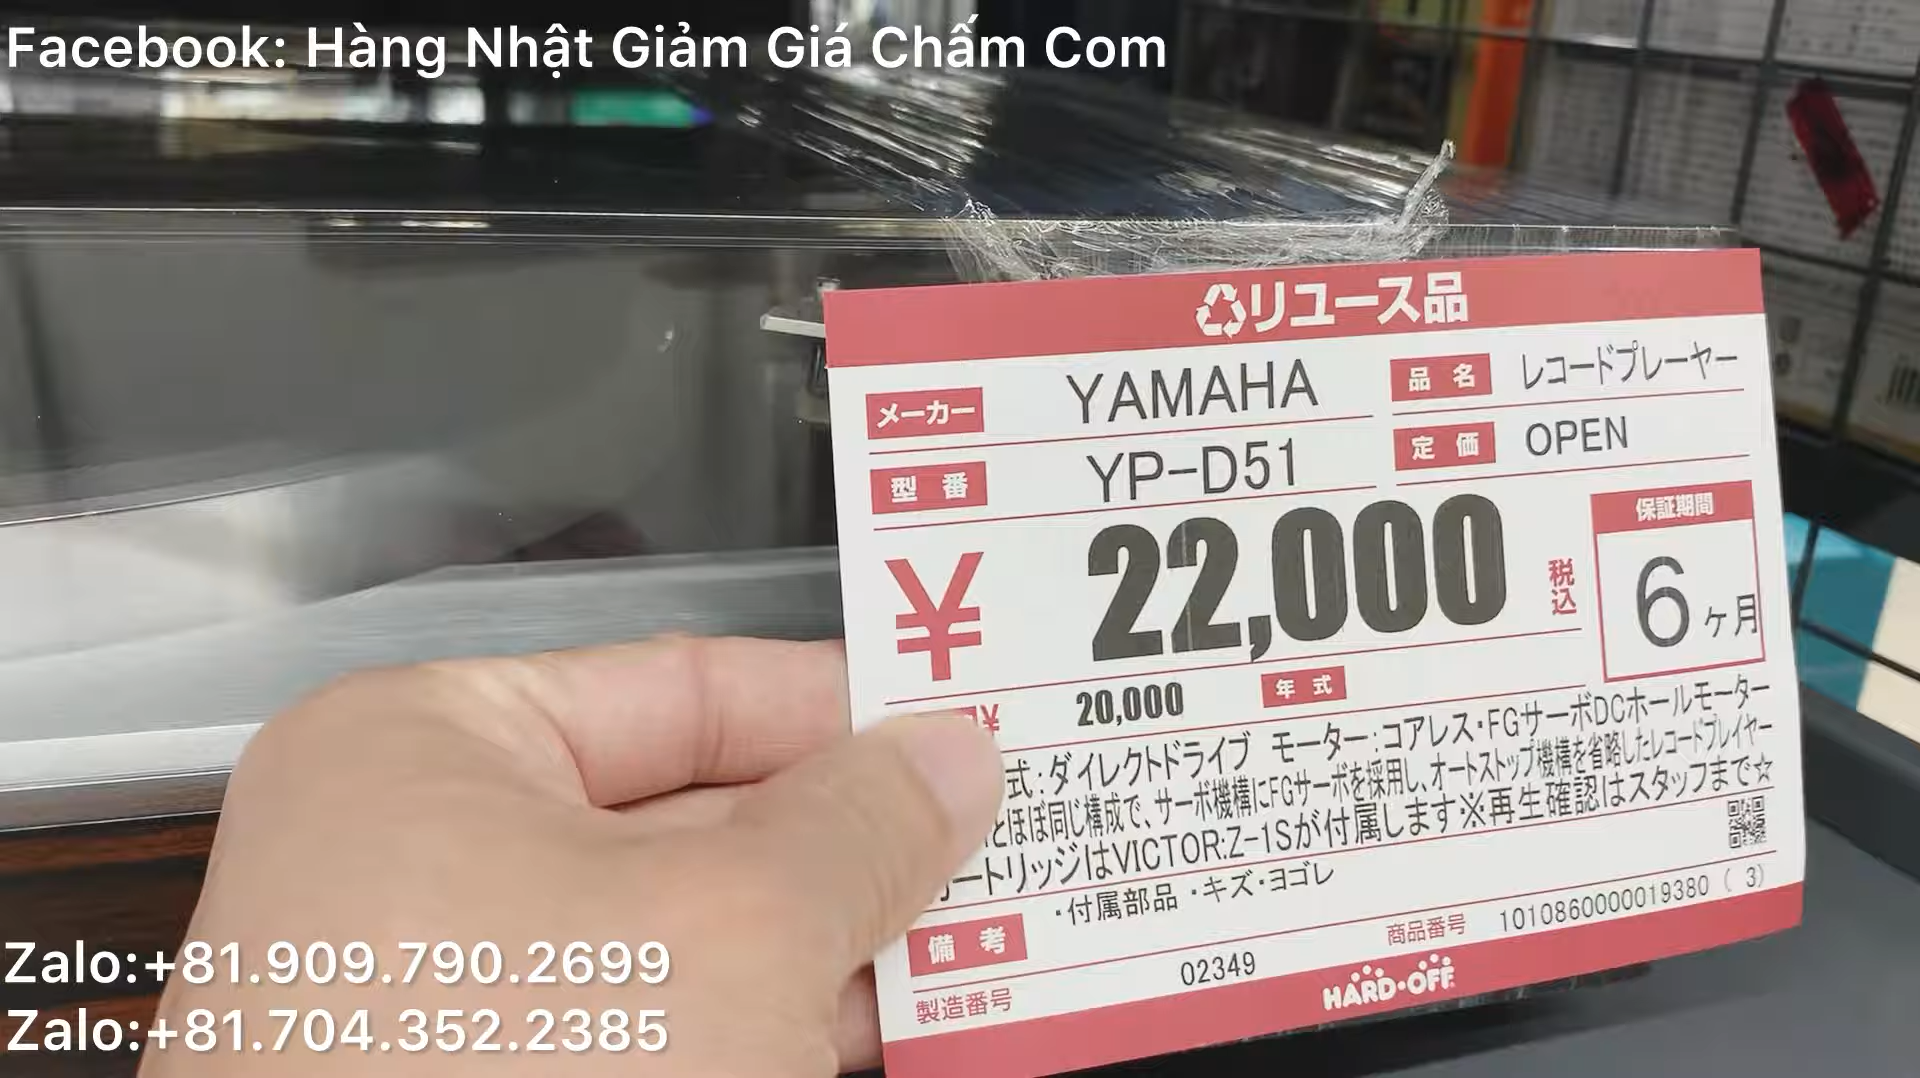 Facebook: Hàng Nhật Giảm Giá Chấm Com
リユース品
メーカー YAMAHA 品名 レコードプレーヤー
型番 YP-D51 定価 OPEN
¥ 22,000 税込 保証期間 6ヶ月
¥ 20,000 年式
式:ダイレクトドライブ モーター:コアレス・FGサーボDCホールモーター
とほぼ同じ構成で、サーボ機構にFGサーボを採用し、オートストップ機構を省略したレコードプレイヤー
ートリッジはVICTOR:Z-1Sが付属します※再生確認はスタッフまで☆
備考 ・付属部品 ・キズ・ヨゴレ
製造番号 02349 商品番号 1010860000019380 ( 3)
HARD・OFF
Zalo:+81.909.790.2699
Zalo:+81.704.352.2385